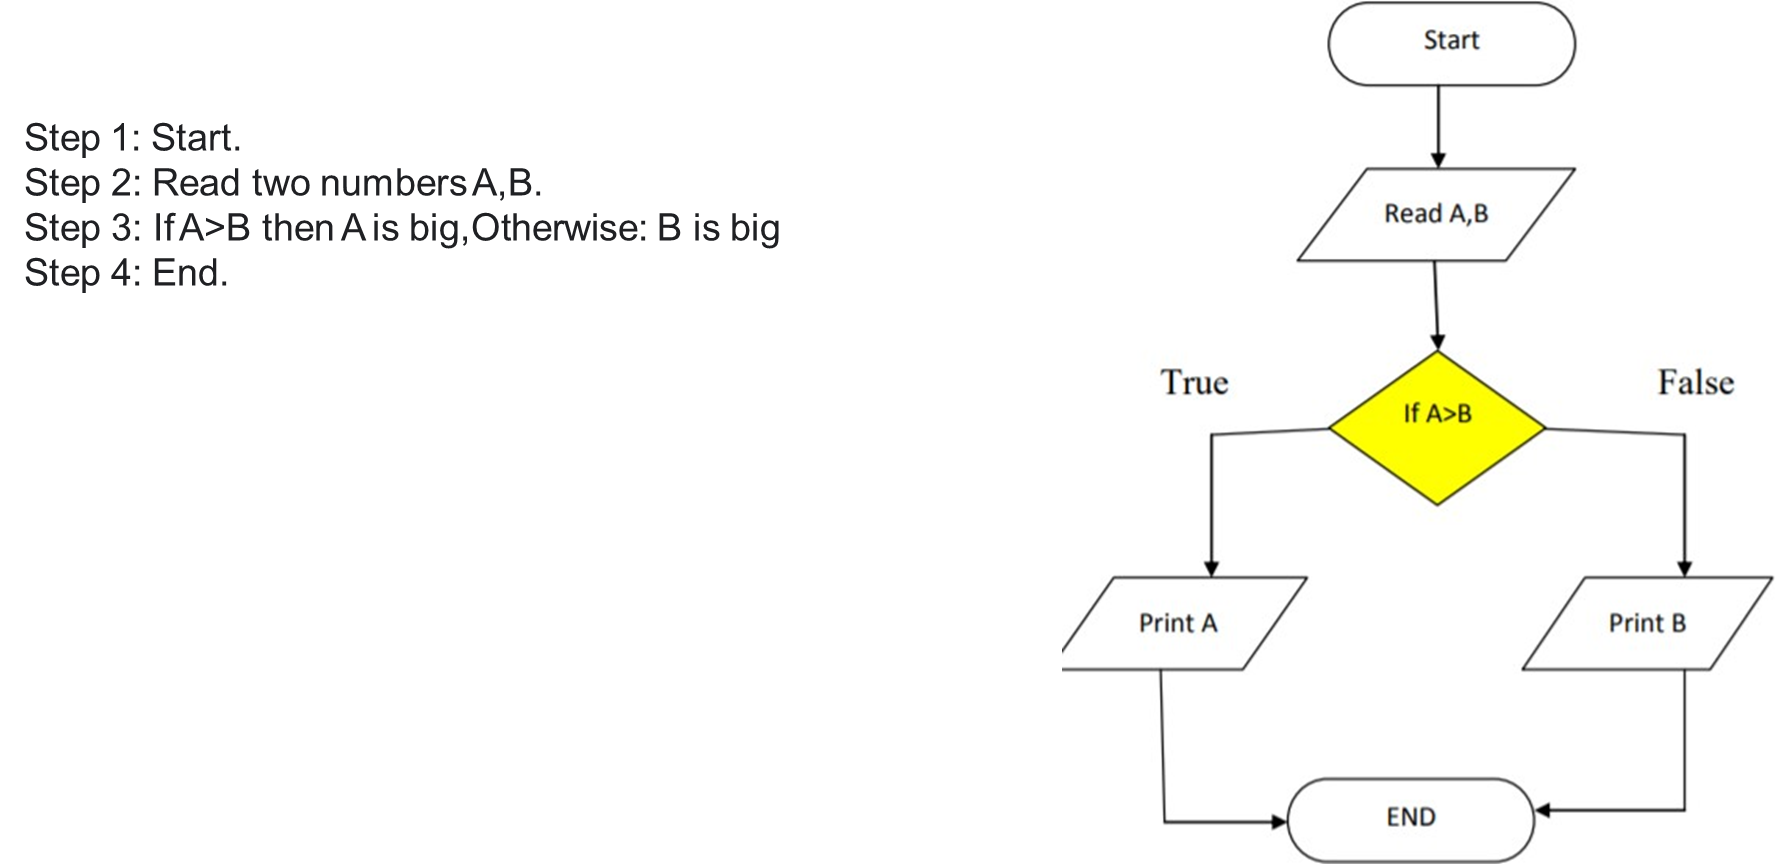 Step 1: Start.
Step 2: Read two numbers A,B.
Step 3: If A>B then A is big,Otherwise: B is big
Step 4: End.
Start
Read A,B
True
False
If A>B
Print A
Print B
END